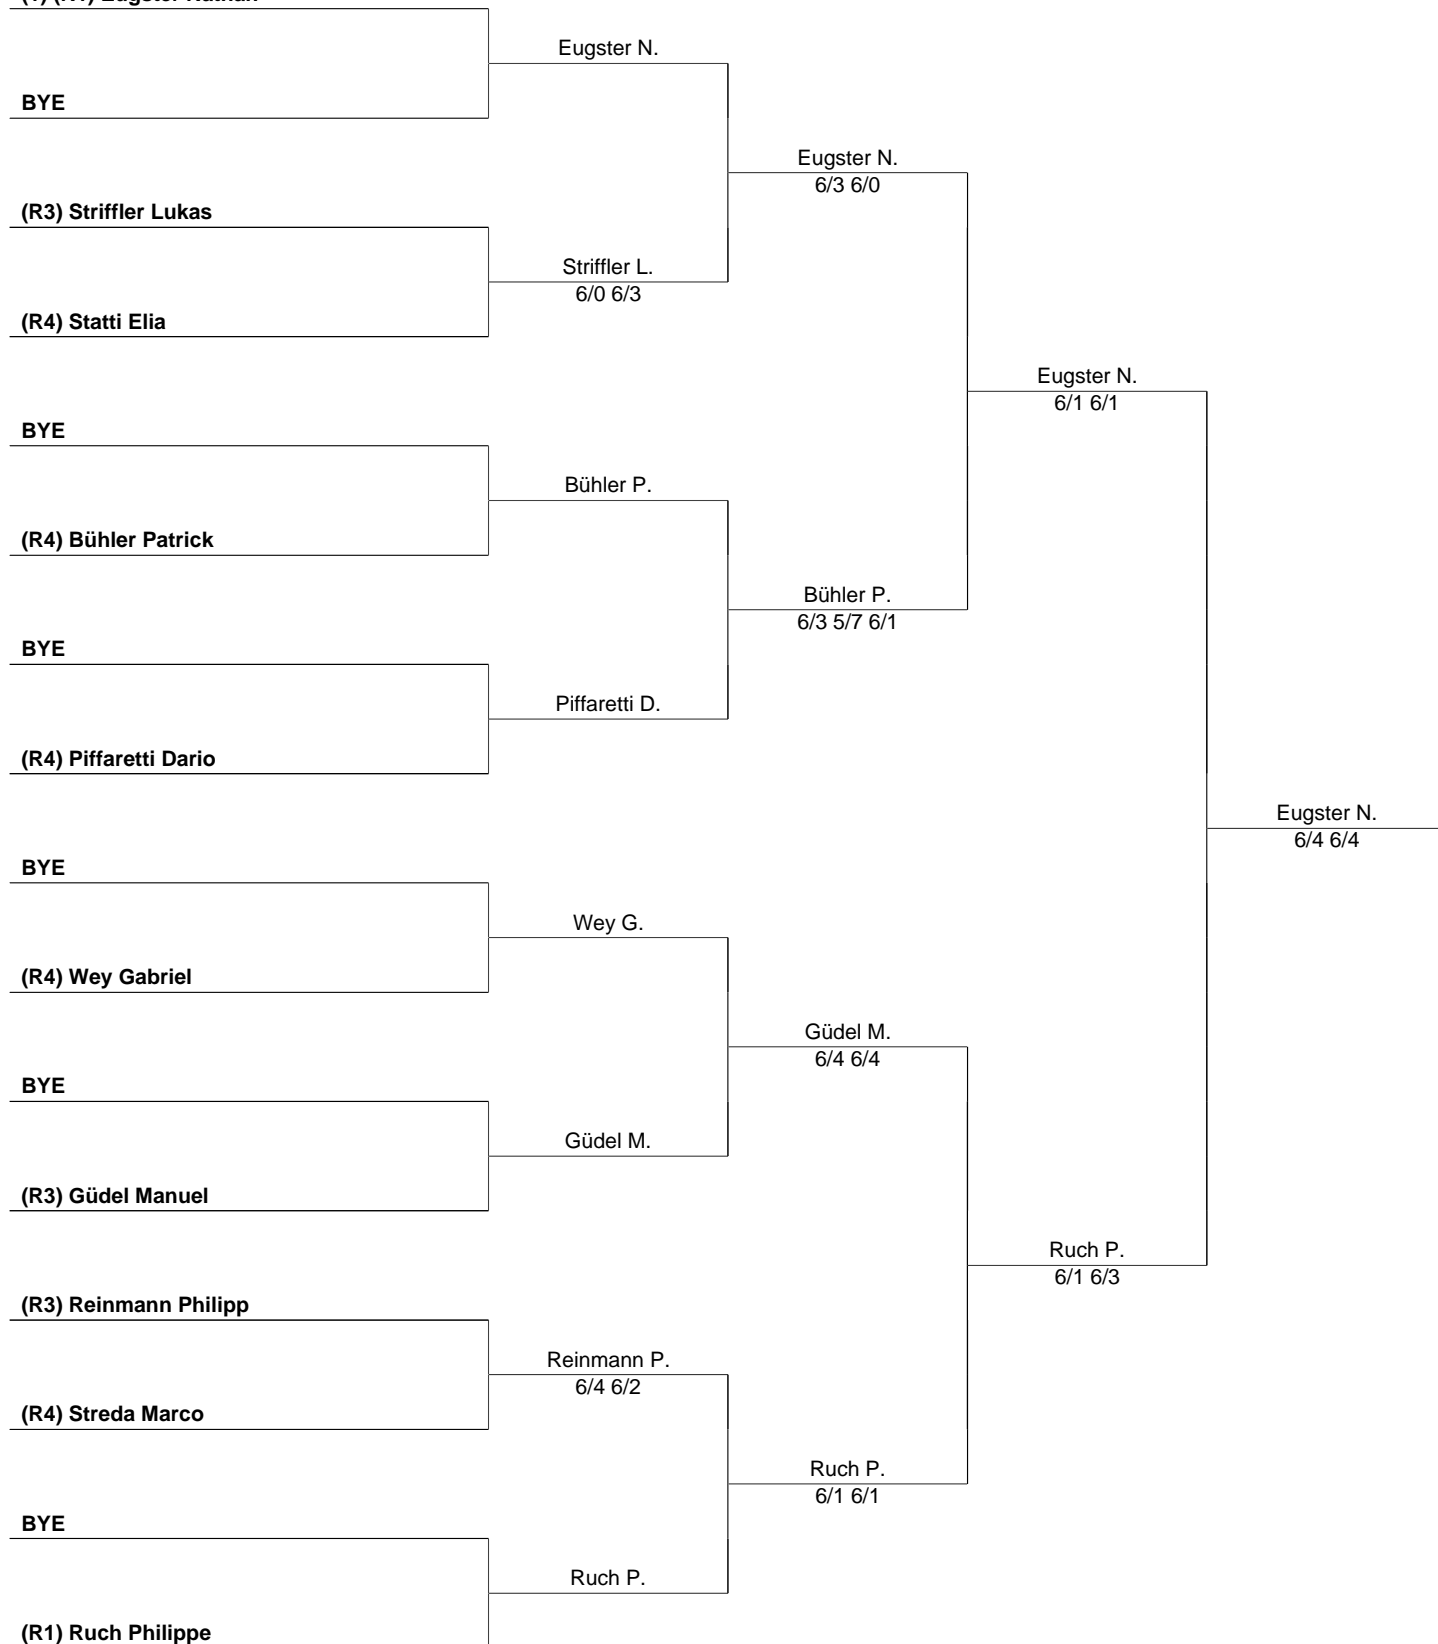 Eugster N.
BYE
Eugster N.
6/3 6/0
(R3) Striffler Lukas
Striffler L.
6/0 6/3
(R4) Statti Elia
Eugster N.
6/1 6/1
BYE
Bühler P.
(R4) Bühler Patrick
Bühler P.
6/3 5/7 6/1
BYE
Piffaretti D.
(R4) Piffaretti Dario
Eugster N.
6/4 6/4
BYE
Wey G.
(R4) Wey Gabriel
Güdel M.
6/4 6/4
BYE
Güdel M.
(R3) Güdel Manuel
Ruch P.
6/1 6/3
(R3) Reinmann Philipp
Reinmann P.
6/4 6/2
(R4) Streda Marco
Ruch P.
6/1 6/1
BYE
Ruch P.
(R1) Ruch Philippe